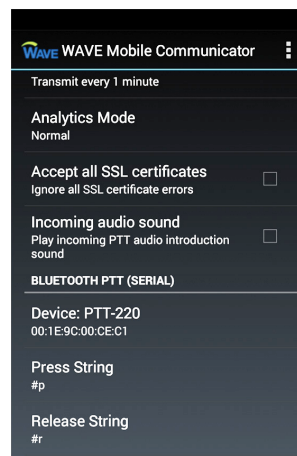 WAVE WAVE Mobile Communicator
Transmit every 1 minute
Analytics Mode
Normal
Accept all SSL certificates
Ignore all SSL certificate errors
Incoming audio sound
Play incoming PTT audio introduction
sound
BLUETOOTH PTT (SERIAL)
Device: PTT-220
00:1E:9C:00:CE:C1
Press String
#p
Release String
#r